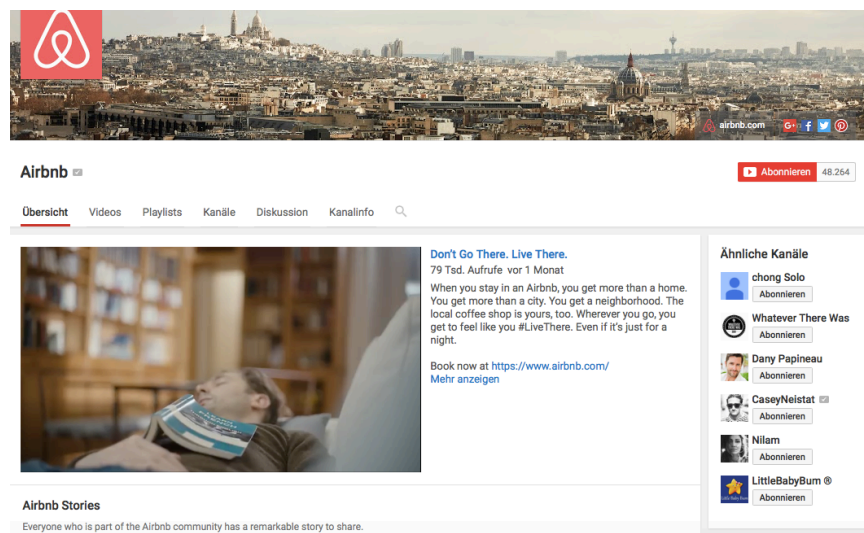 airbnb.com
Airbnb
Abonnieren 48.264
Übersicht Videos Playlists Kanäle Diskussion Kanalinfo
Don't Go There. Live There.
79 Tsd. Aufrufe vor 1 Monat
When you stay in an Airbnb, you get more than a home.
You get more than a city. You get a neighborhood. The
local coffee shop is yours, too. Wherever you go, you
get to feel like you #LiveThere. Even if it's just for a
night.
Book now at https://www.airbnb.com/
Mehr anzeigen
Airbnb Stories
Everyone who is part of the Airbnb community has a remarkable story to share.
Ähnliche Kanäle
chong Solo
Abonnieren
Whatever There Was
Abonnieren
Dany Papineau
Abonnieren
CaseyNeistat
Abonnieren
Nilam
Abonnieren
LittleBabyBum ®
Abonnieren